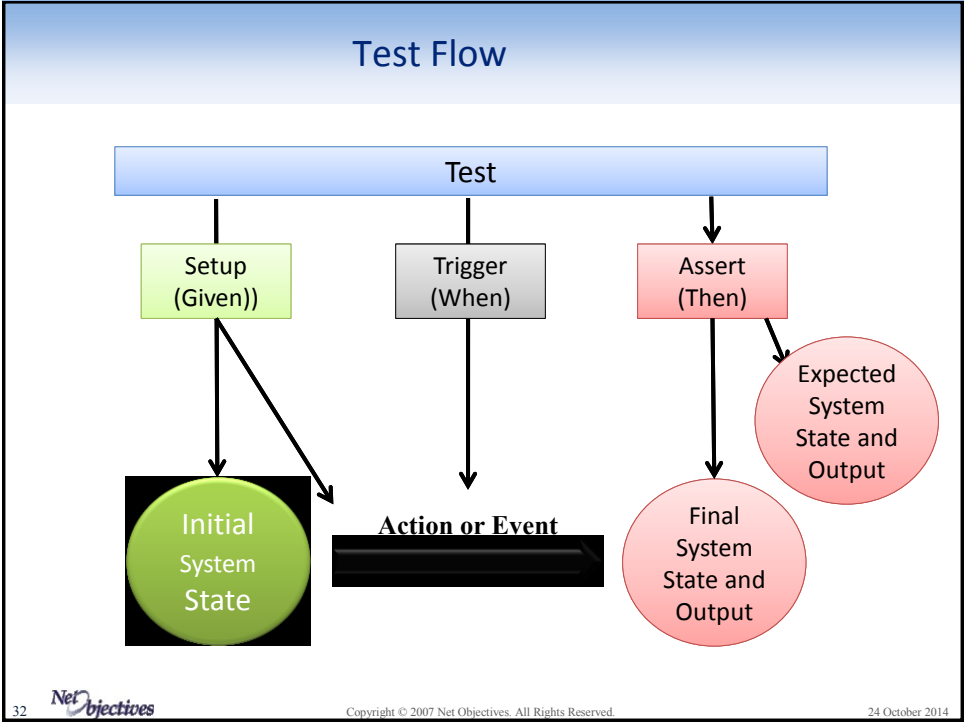 Test Flow
Test
Setup
(Given))
Trigger
(When)
Assert
(Then)
Expected
System
State and
Output
Initial
System
State
Action or Event
Final
System
State and
Output
32
Net Objectives
Copyright © 2007 Net Objectives. All Rights Reserved.
24 October 2014